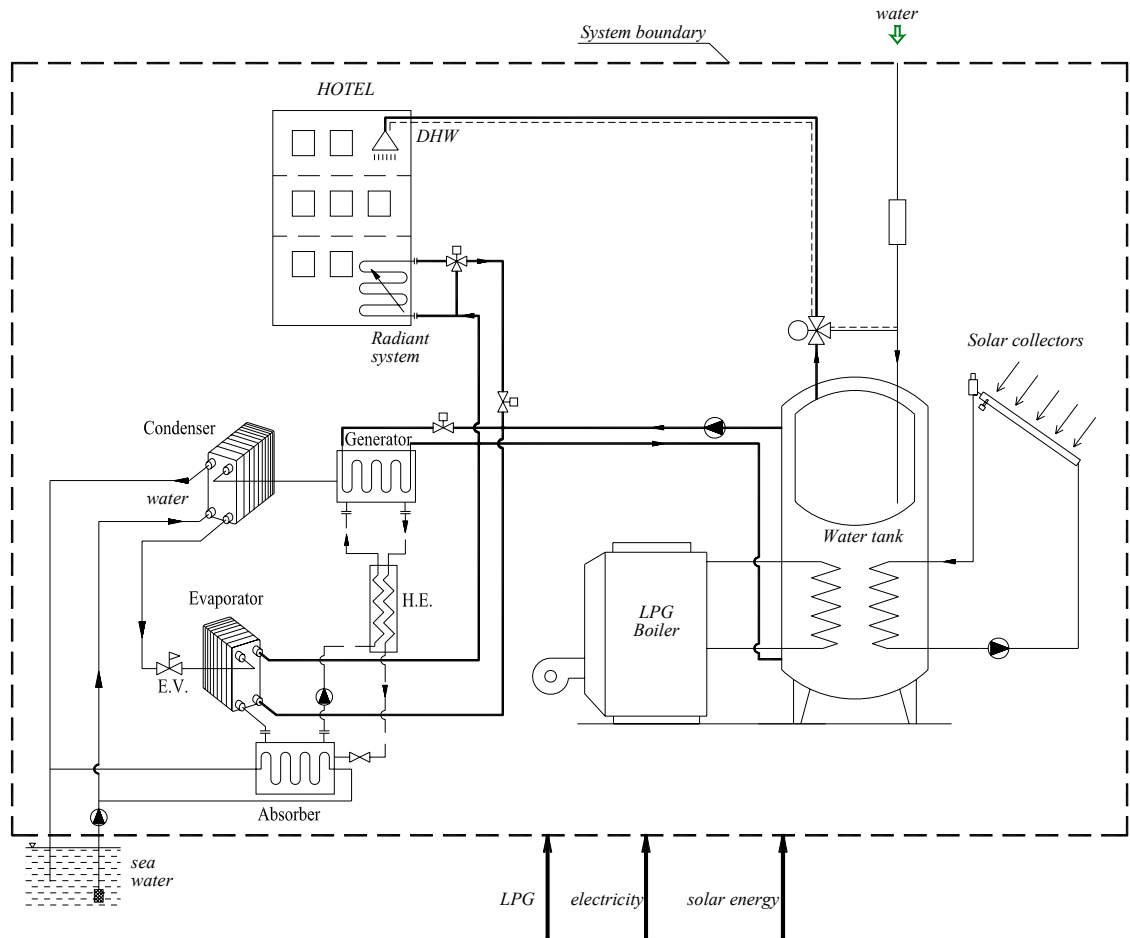 water
System boundary
HOTEL
DHW
Radiant
system
Solar collectors
Condenser
Generator
water
Water tank
Evaporator
H.E.
LPG
Boiler
E.V.
Absorber
sea
water
LPG
electricity
solar energy